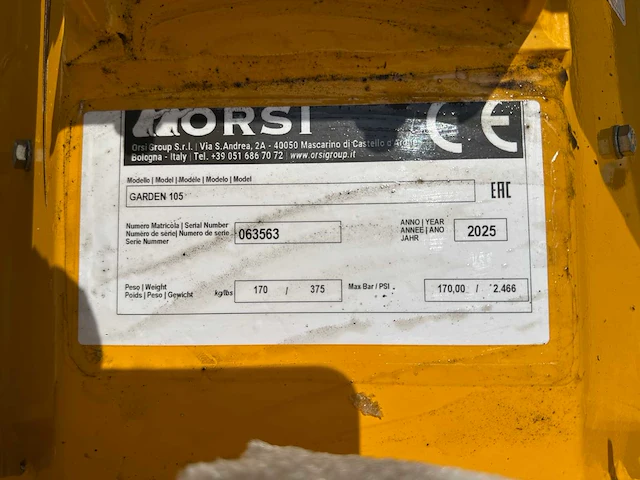 ORSI
Orsi Group S.r.l. | Via S.Andrea, 2A - 40050 Mascarino di Castello d'
Bologna - Italy | Tel. +39 051 686 70 72 | www.orsigroup.it
CE
Modello | Model | Modèle | Modelo | Model
GARDEN 105
EAC
Numero Matricola | Serial Number
Numéro de série| Numero de serie
Serie Nummer
063563
ANNO | YEAR
ANNÉE | ANO
JAHR
2025
Peso | Weight
Poids | Peso | Gewicht
kg/lbs
170 / 375
Max Bar / PSI
170,00 / 2.466